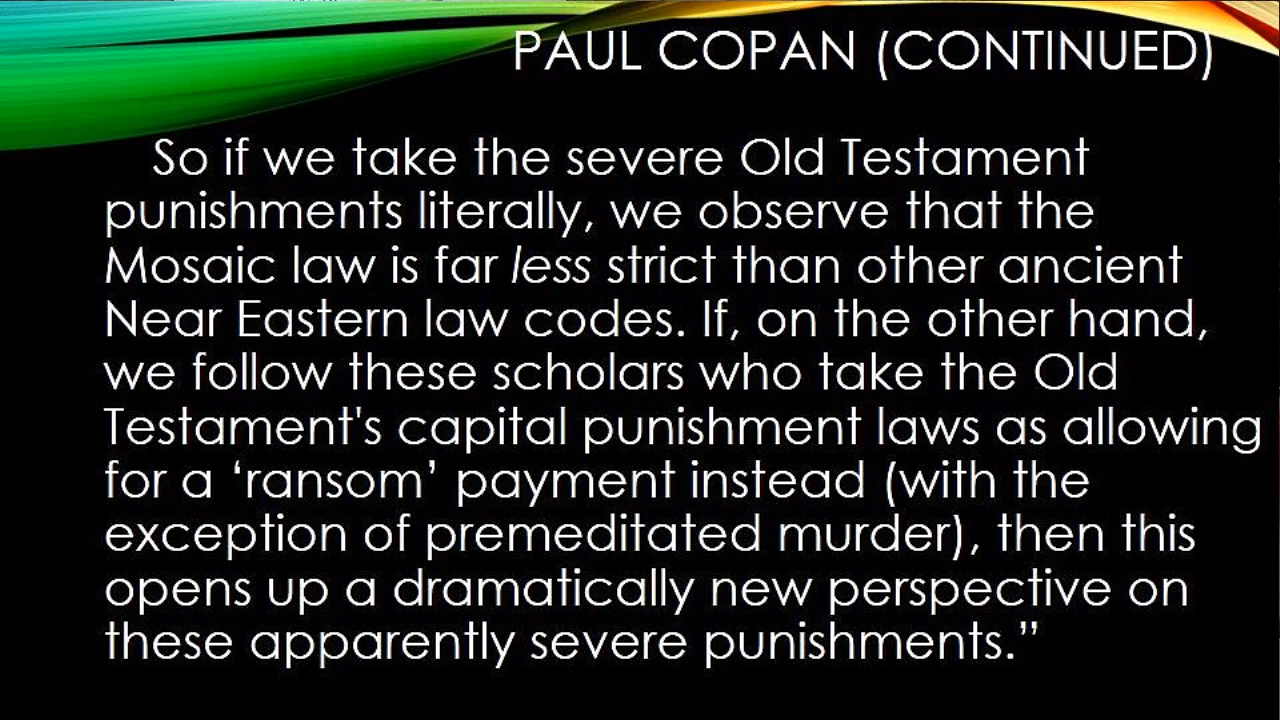 PAUL COPAN (CONTINUED)
So if we take the severe Old Testament
punishments literally, we observe that the
Mosaic law is far less strict than other ancient
Near Eastern law codes. If, on the other hand,
we follow these scholars who take the Old
Testament's capital punishment laws as allowing
for a ‘ransom’ payment instead (with the
exception of premeditated murder), then this
opens up a dramatically new perspective on
these apparently severe punishments.”